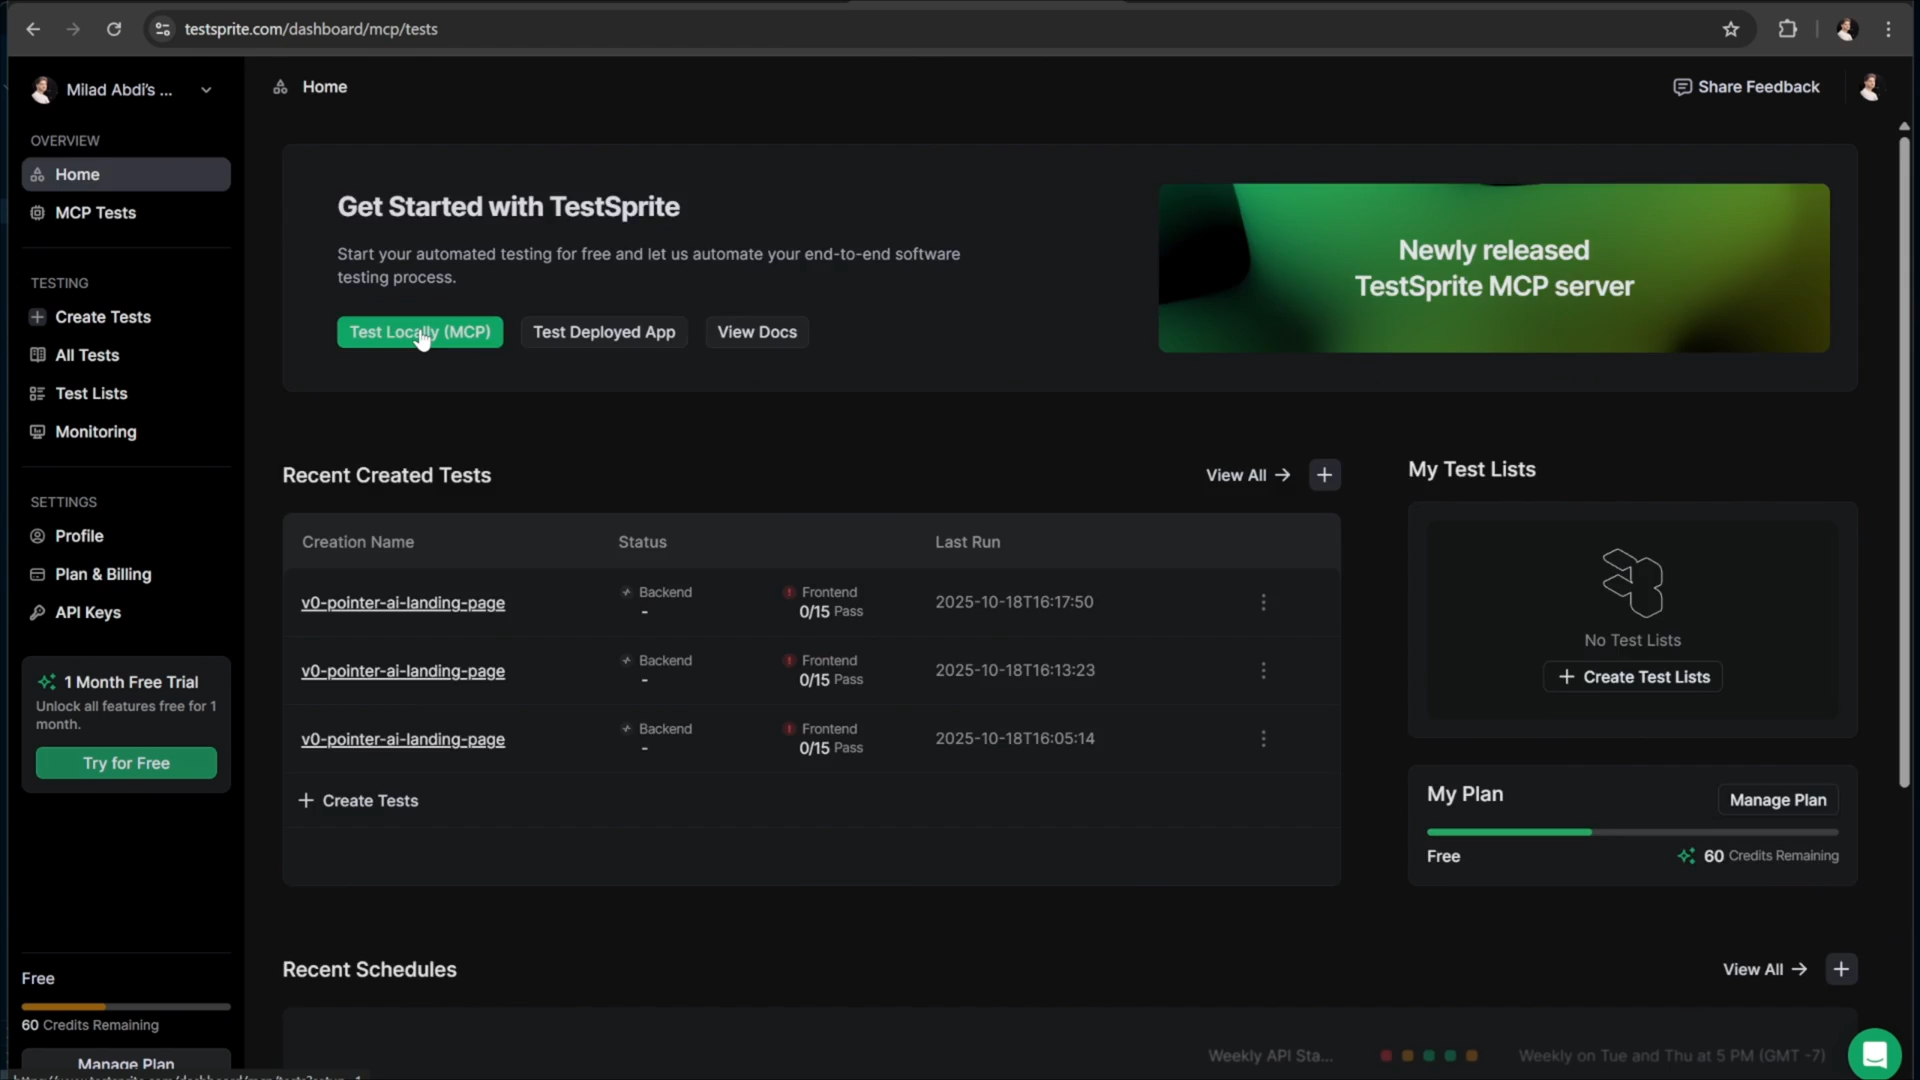 testsprite.com/dashboard/mcp/tests
Milad Abdi's ...
Home
Share Feedback
OVERVIEW
Home
MCP Tests
TESTING
Create Tests
All Tests
Test Lists
Monitoring
SETTINGS
Profile
Plan & Billing
API Keys
1 Month Free Trial
Unlock all features free for 1
month.
Try for Free
Free
60 Credits Remaining
Manage Plan
Get Started with TestSprite
Start your automated testing for free and let us automate your end-to-end software
testing process.
Test Locally (MCP)
Test Deployed App
View Docs
Newly released
TestSprite MCP server
Recent Created Tests
View All
Creation Name Status Last Run
v0-pointer-ai-landing-page Backend - Frontend 0/15 Pass 2025-10-18T16:17:50
v0-pointer-ai-landing-page Backend - Frontend 0/15 Pass 2025-10-18T16:13:23
v0-pointer-ai-landing-page Backend - Frontend 0/15 Pass 2025-10-18T16:05:14
Create Tests
My Test Lists
No Test Lists
Create Test Lists
My Plan
Manage Plan
Free
60 Credits Remaining
Recent Schedules
View All
Weekly API Sta...
Weekly on Tue and Thu at 5 PM (GMT -7)